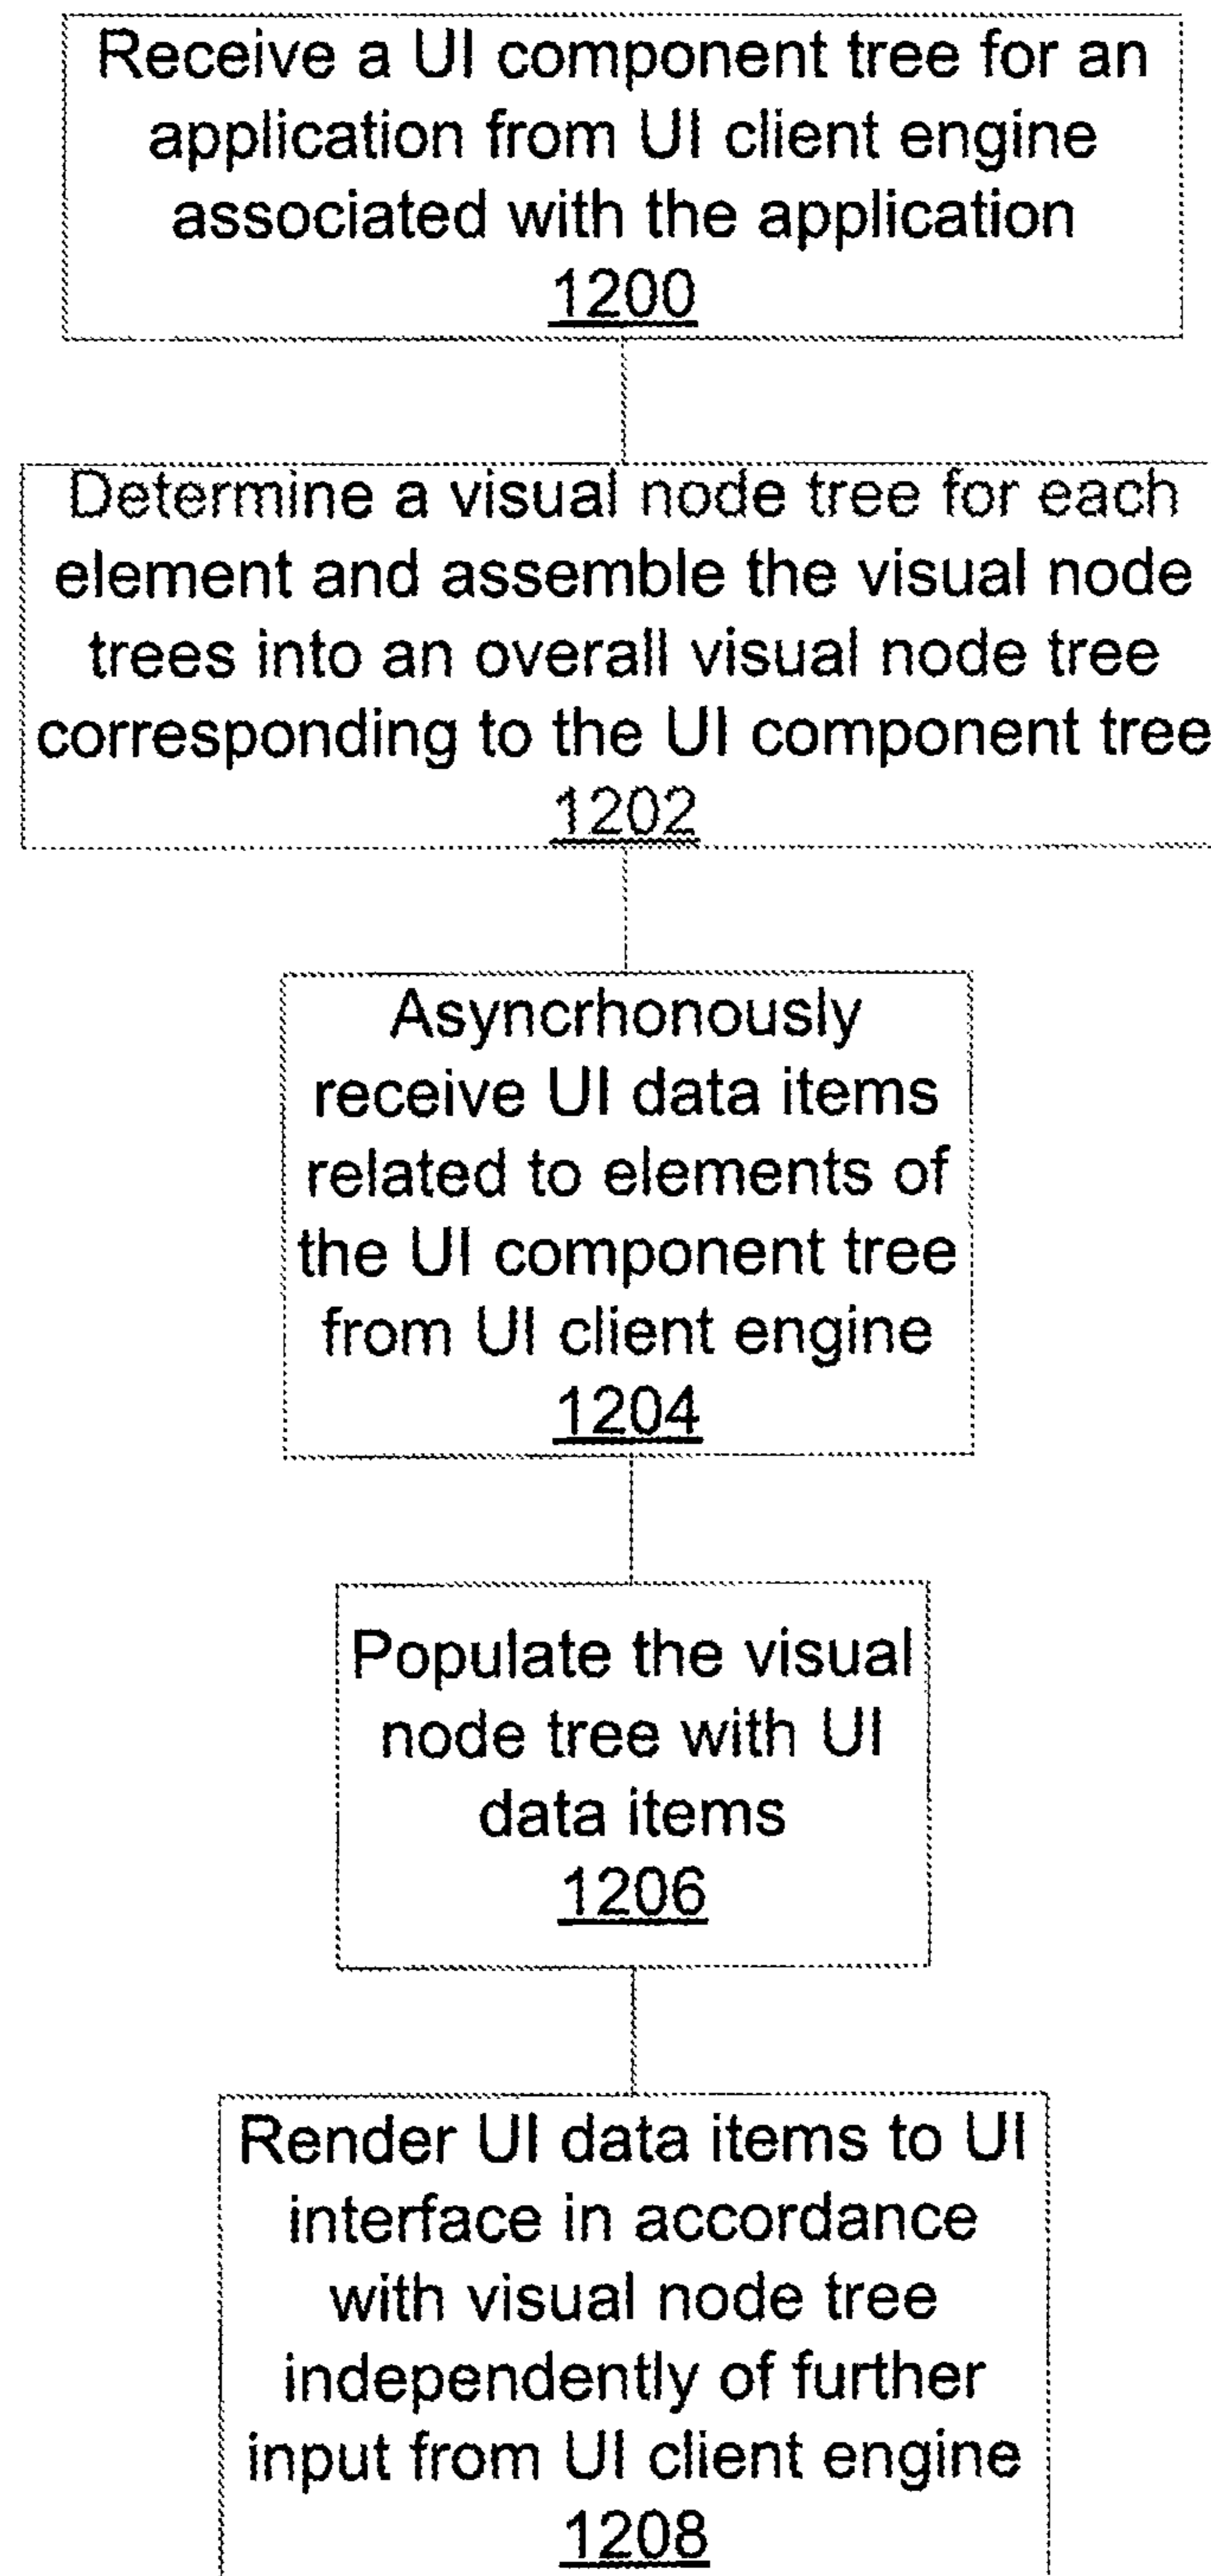 Receive a UI component tree for an
application from UI client engine
associated with the application
1200
Determine a visual node tree for each
element and assemble the visual node
trees into an overall visual node tree
corresponding to the UI component tree
1202
Asyncrhonously
receive UI data items
related to elements of
the UI component tree
from UI client engine
1204
Populate the visual
node tree with UI
data items
1206
Render UI data items to UI
interface in accordance
with visual node tree
independently of further
input from UI client engine
1208